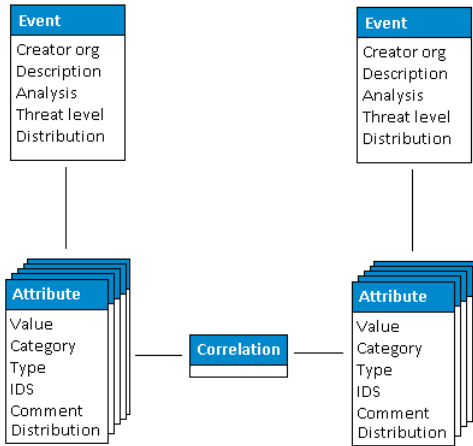 Event
Creator org
Description
Analysis
Threat level
Distribution
Event
Creator org
Description
Analysis
Threat level
Distribution
Attribute
Value
Category
Type
IDS
Comment
Distribution
Correlation
Attribute
Value
Category
Type
IDS
Comment
Distribution